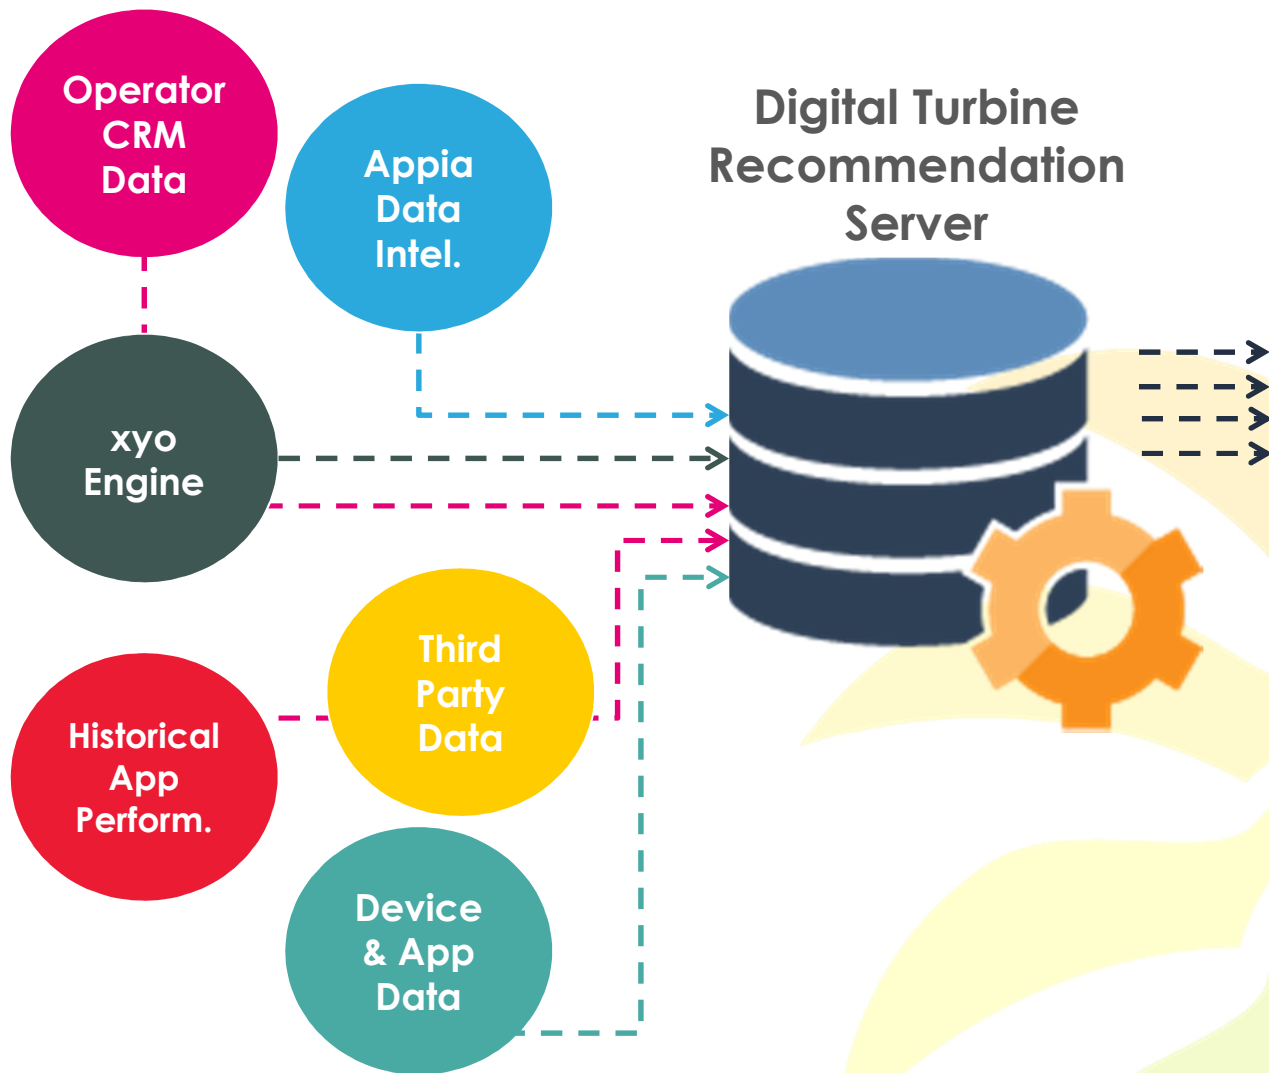 Operator
CRM
Data
Appia
Data
Intel.
Digital Turbine
Recommendation
Server
xyo
Engine
Third
Party
Data
Historical
App
Perform.
Device
& App
Data